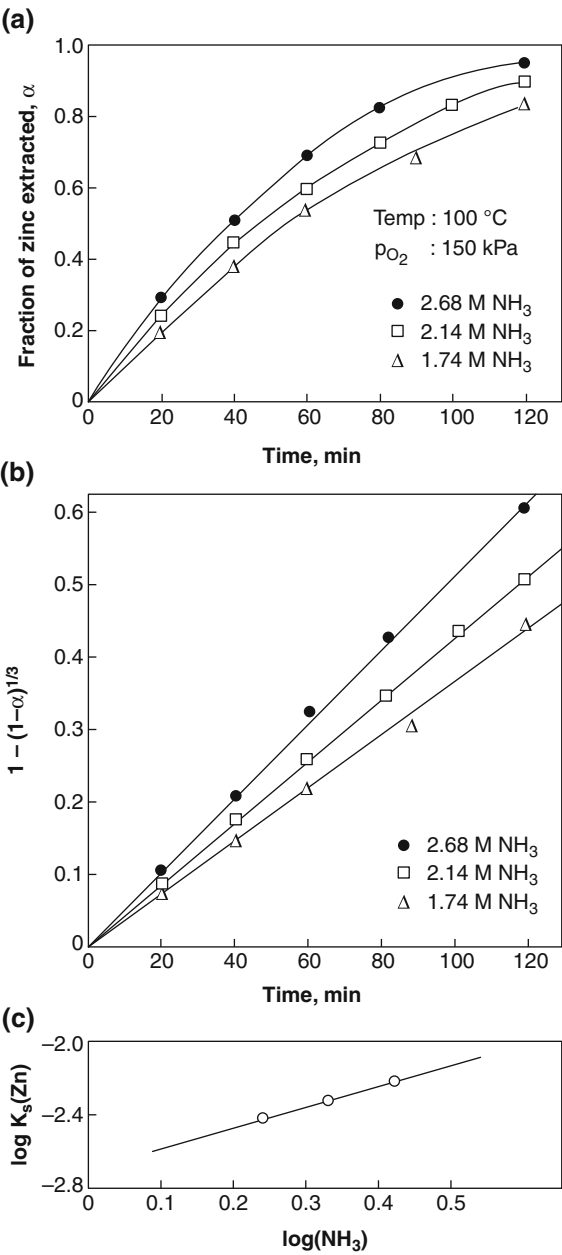 (a)
1.0
0.8
0.6
0.4
0.2
0
Fraction of zinc extracted, α
Temp : 100 °C
pO₂ : 150 kPa
2.68 M NH₃
2.14 M NH₃
1.74 M NH₃
0 20 40 60 80 100 120
Time, min
(b)
0.6
0.5
0.4
0.3
0.2
0.1
0
1 – (1–α)¹/³
2.68 M NH₃
2.14 M NH₃
1.74 M NH₃
0 20 40 60 80 100 120
Time, min
(c)
–2.0
–2.4
–2.8
log Kₛ(Zn)
0 0.1 0.2 0.3 0.4 0.5
log(NH₃)